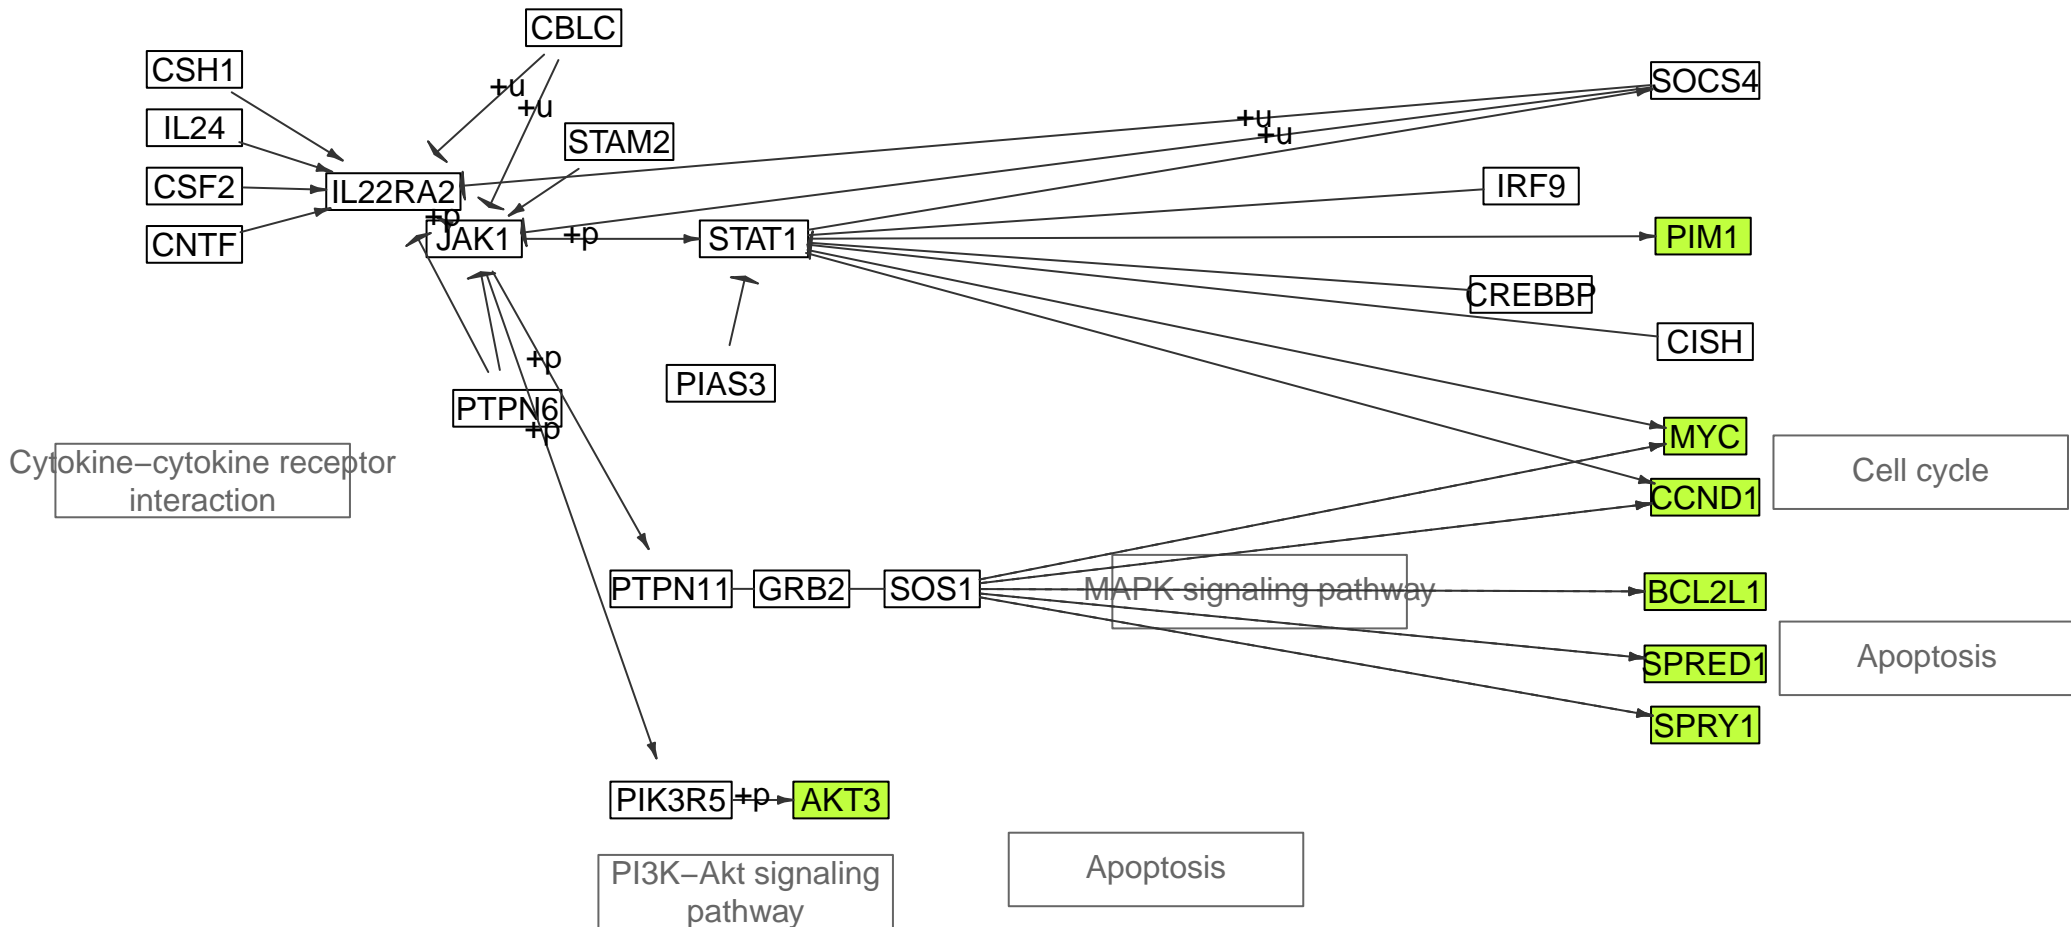 CBLC
CSH1
+u
SOCS4
+u
+u
IL24
STAM2
+u
CSF2
IL22RA2
IRF9
+p
CNTF
JAK1
+p
STAT1
PIM1
CREBBP
CISH
+p
PIAS3
PTPN6
+p
MYC
Cytokine–cytokine receptor
interaction
Cell cycle
CCND1
PTPN11
GRB2
SOS1
MAPK signaling pathway
BCL2L1
SPRED1
Apoptosis
SPRY1
PIK3R5
+p
AKT3
PI3K–Akt signaling
pathway
Apoptosis